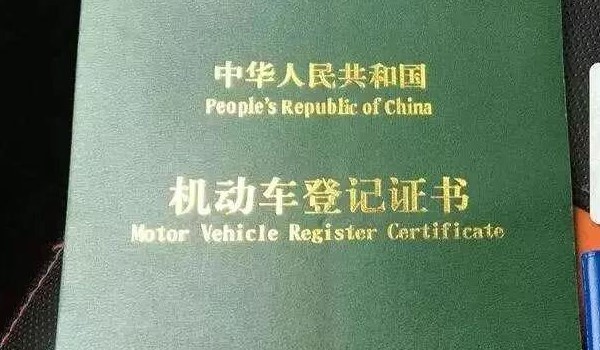 中华人民共和国
People's Republic of China
机动车登记证书
Motor Vehicle Register Certificate